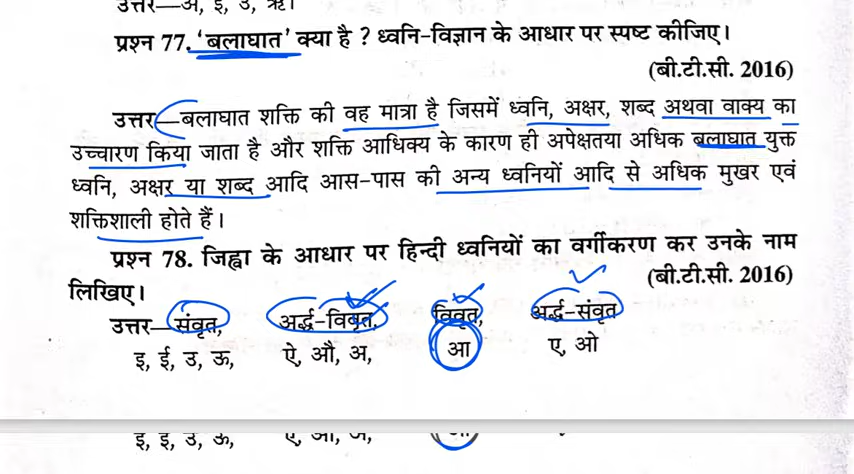 उत्तर—अ, इ, उ, ऋ।
प्रश्न 77. 'बलाघात' क्या है ? ध्वनि-विज्ञान के आधार पर स्पष्ट कीजिए।
(बी.टी.सी. 2016)
उत्तर—बलाघात शक्ति की वह मात्रा है जिसमें ध्वनि, अक्षर, शब्द अथवा वाक्य का
उच्चारण किया जाता है और शक्ति आधिक्य के कारण ही अपेक्षतया अधिक बलाघात युक्त
ध्वनि, अक्षर या शब्द आदि आस-पास की अन्य ध्वनियों आदि से अधिक मुखर एवं
शक्तिशाली होते हैं।
प्रश्न 78. जिह्वा के आधार पर हिन्दी ध्वनियों का वर्गीकरण कर उनके नाम
लिखिए। (बी.टी.सी. 2016)
उत्तर—संवृत, अर्द्ध-विवृत, विवृत, अर्द्ध-संवृत
इ, ई, उ, ऊ, ऐ, औ, अ, आ ए, ओ
इ, ई, उ, ऊ,